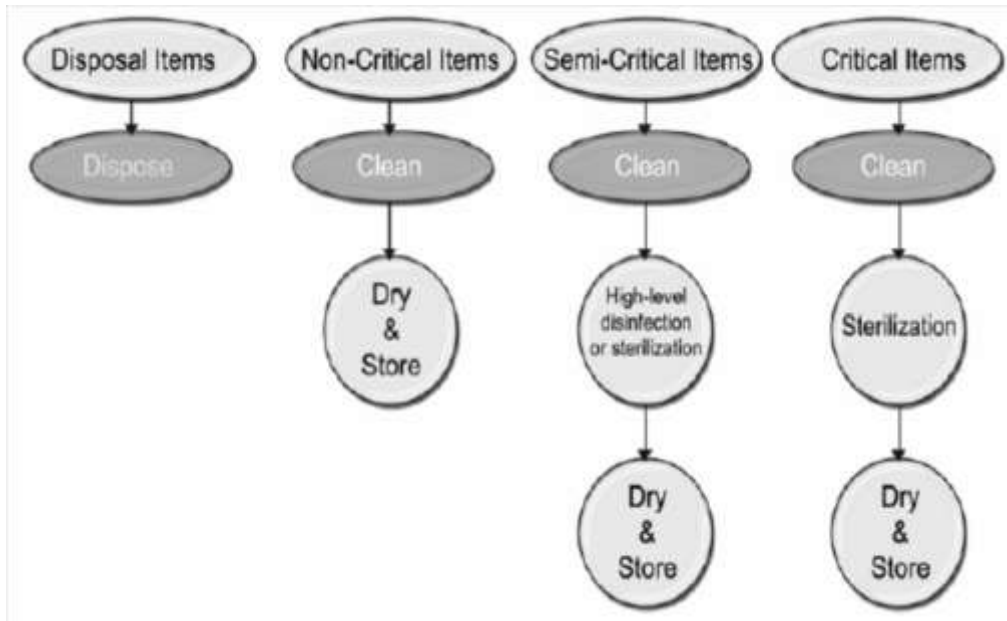 Disposal Items
Non-Critical Items
Semi-Critical Items
Critical Items
Dispose
Clean
Clean
Clean
Dry
&
Store
High-level
disinfection
or sterilization
Sterilization
Dry
&
Store
Dry
&
Store